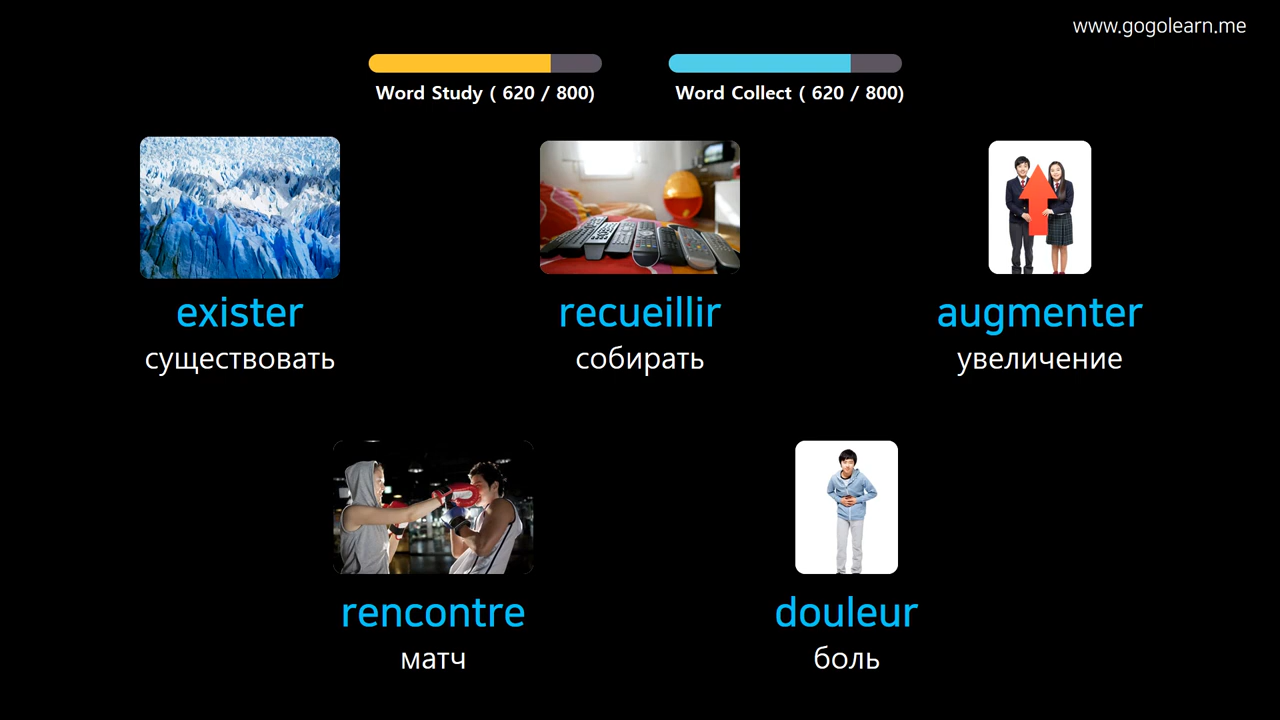 www.gogolearn.me
Word Study ( 620 / 800)
Word Collect ( 620 / 800)
exister
существовать
recueillir
собирать
augmenter
увеличение
rencontre
матч
douleur
боль